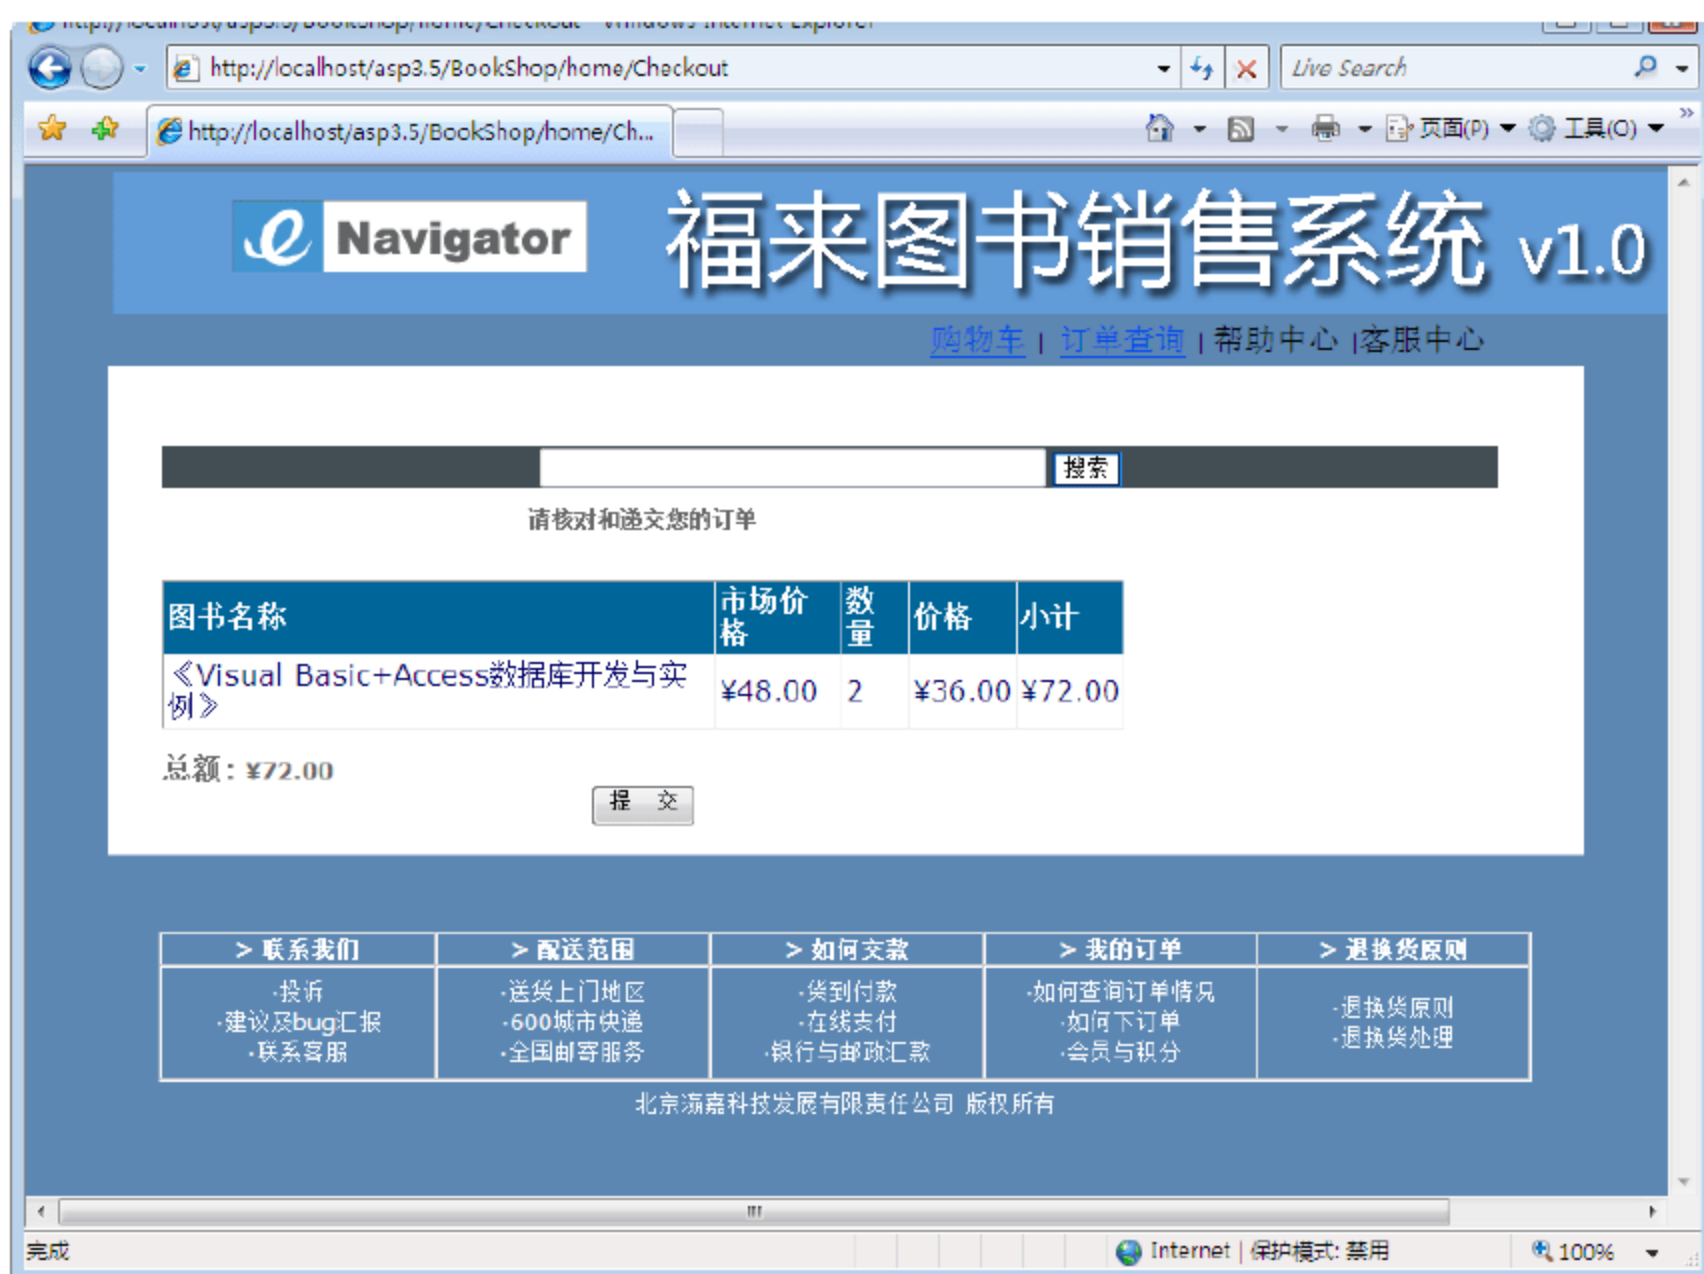 http://localhost/asp3.5/BookShop/home/Checkout - Windows Internet Explorer
http://localhost/asp3.5/BookShop/home/Checkout
Live Search
http://localhost/asp3.5/BookShop/home/Ch...
页面(P)
工具(O)
e Navigator
福来图书销售系统 v1.0
购物车 | 订单查询 | 帮助中心 |客服中心
搜索
请核对和递交您的订单
图书名称 市场价格 数量 价格 小计
《Visual Basic+Access数据库开发与实
例》
¥48.00 2 ¥36.00 ¥72.00
总额：¥72.00
提 交
> 联系我们 > 配送范围 > 如何交款 > 我的订单 > 退换货原则
·投诉
·建议及bug汇报
·联系客服
·送货上门地区
·600城市快递
·全国邮寄服务
·货到付款
·在线支付
·银行与邮政汇款
·如何查询订单情况
·如何下订单
·会员与积分
·退换货原则
·退换货处理
嘉科技发展有限责任公司 版权所有
完成
Internet | 保护模式: 禁用
100%